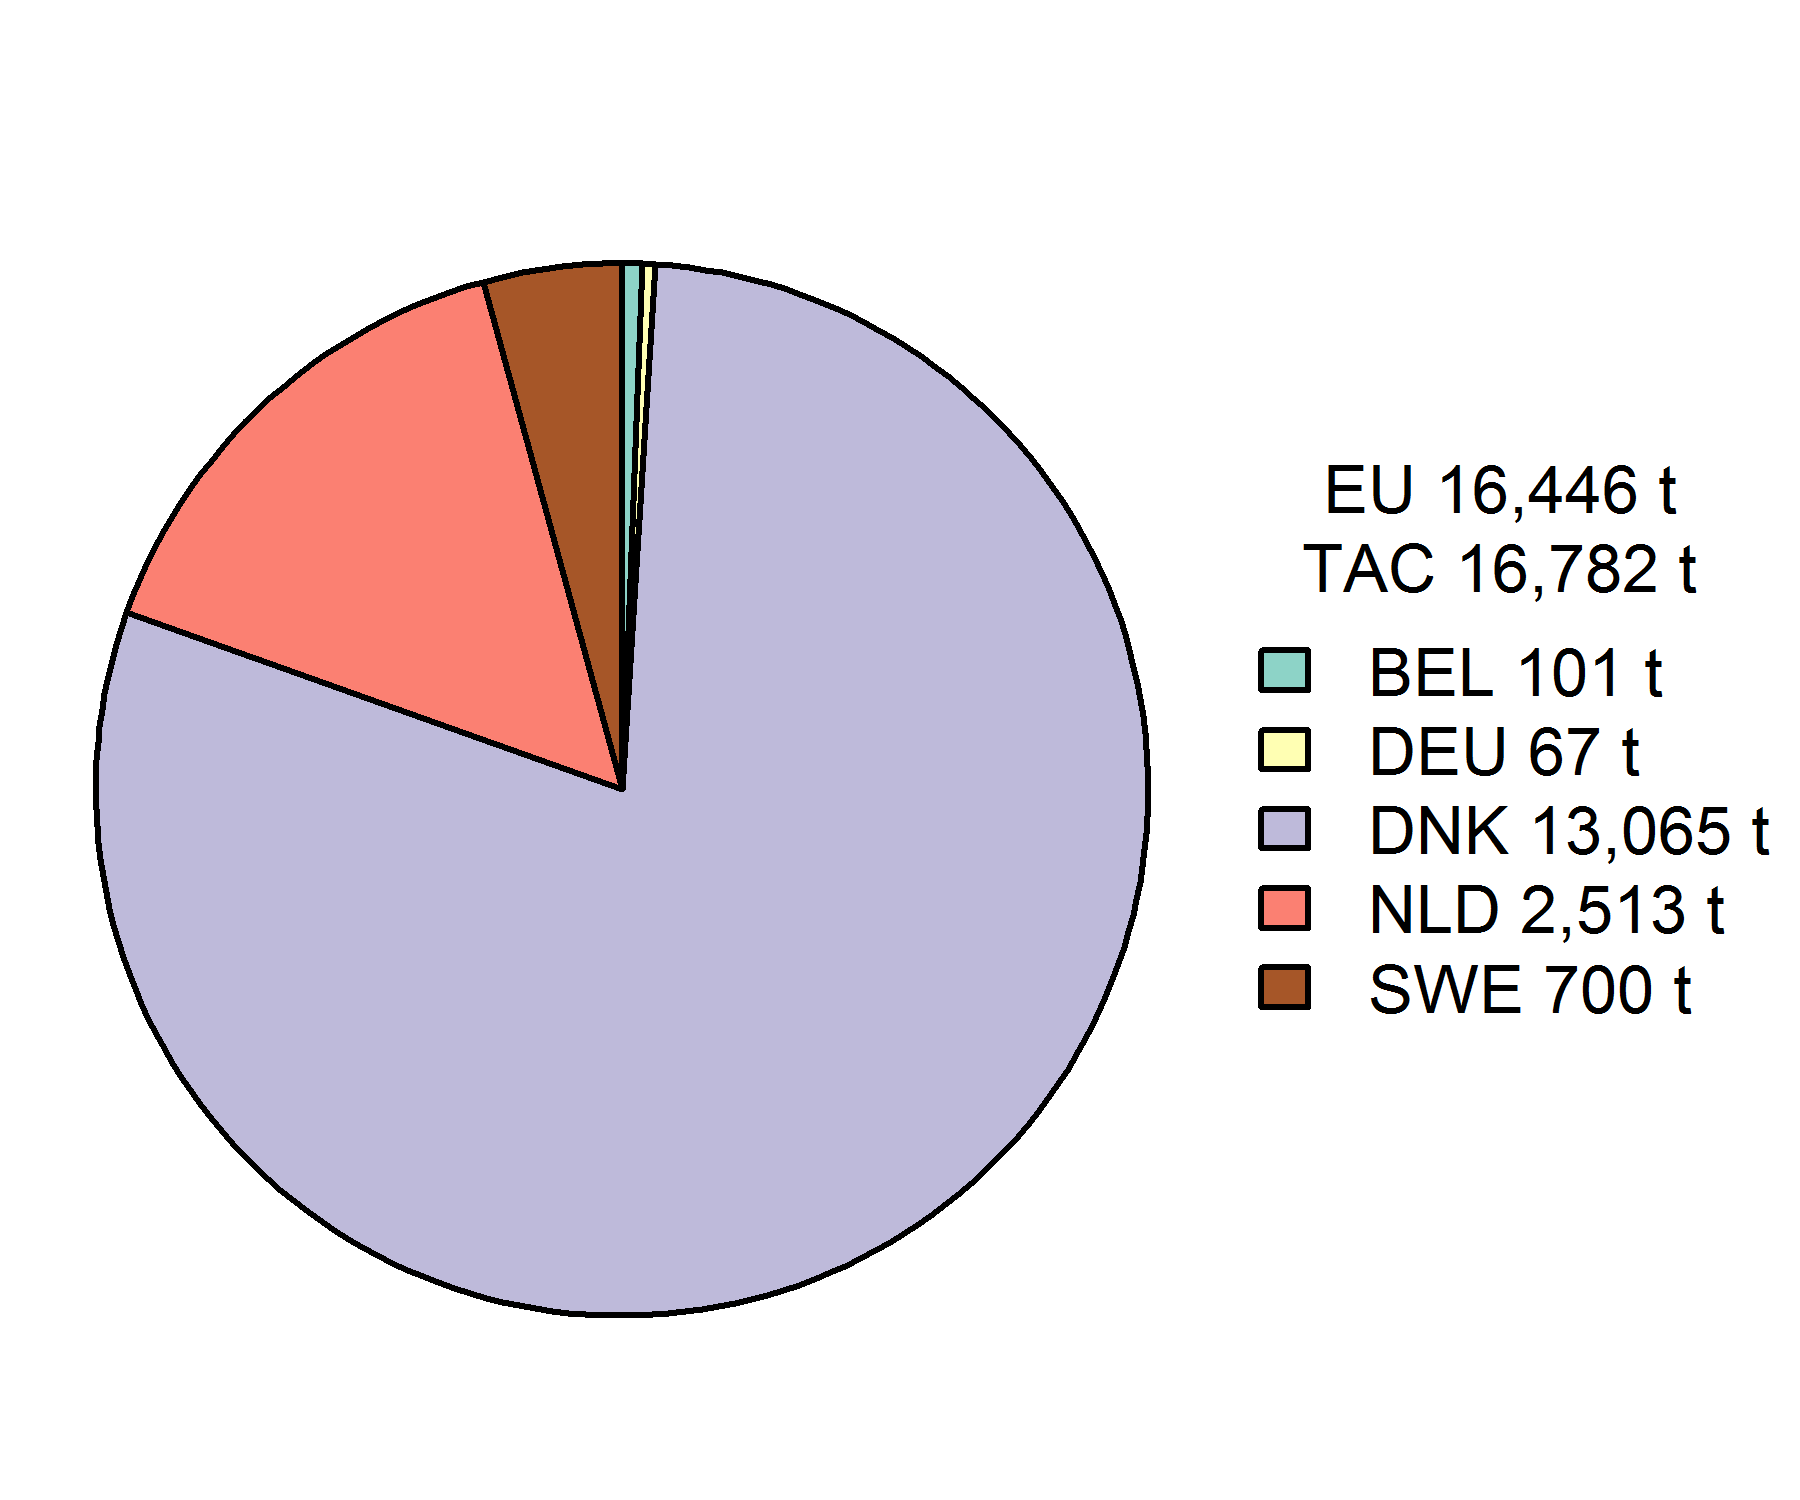 EU 16,446 t
TAC 16,782 t
BEL 101 t
DEU 67 t
DNK 13,065 t
NLD 2,513 t
SWE 700 t